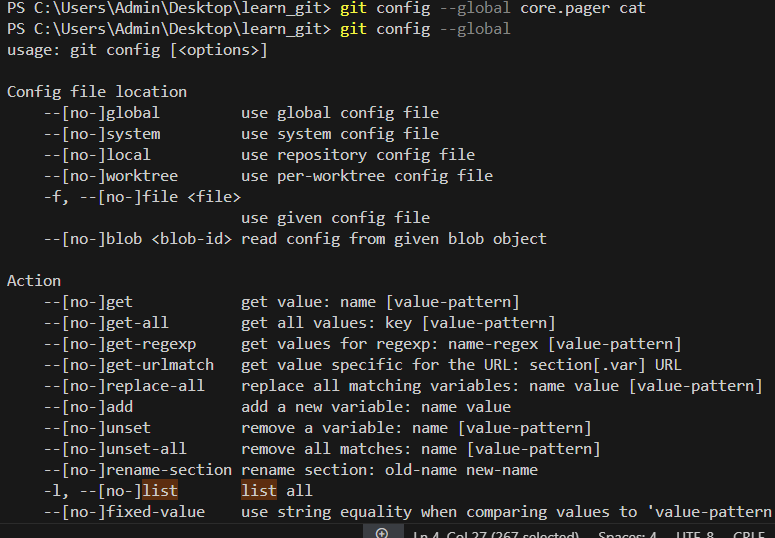 PS C:\Users\Admin\Desktop\learn_git> git config --global core.pager cat
PS C:\Users\Admin\Desktop\learn_git> git config --global
usage: git config [<options>]
Config file location
--[no-]global use global config file
--[no-]system use system config file
--[no-]local use repository config file
--[no-]worktree use per-worktree config file
-f, --[no-]file <file>
use given config file
--[no-]blob <blob-id> read config from given blob object
Action
--[no-]get get value: name [value-pattern]
--[no-]get-all get all values: key [value-pattern]
--[no-]get-regexp get values for regexp: name-regex [value-pattern]
--[no-]get-urlmatch get value specific for the URL: section[.var] URL
--[no-]replace-all replace all matching variables: name value [value-pattern]
--[no-]add add a new variable: name value
--[no-]unset remove a variable: name [value-pattern]
--[no-]unset-all remove all matches: name [value-pattern]
--[no-]rename-section rename section: old-name new-name
-l, --[no-]list list all
--[no-]fixed-value use string equality when comparing values to 'value-pattern
Ln 4, Col 27 (267 selected) Spaces: 4 UTF-8 CRLF